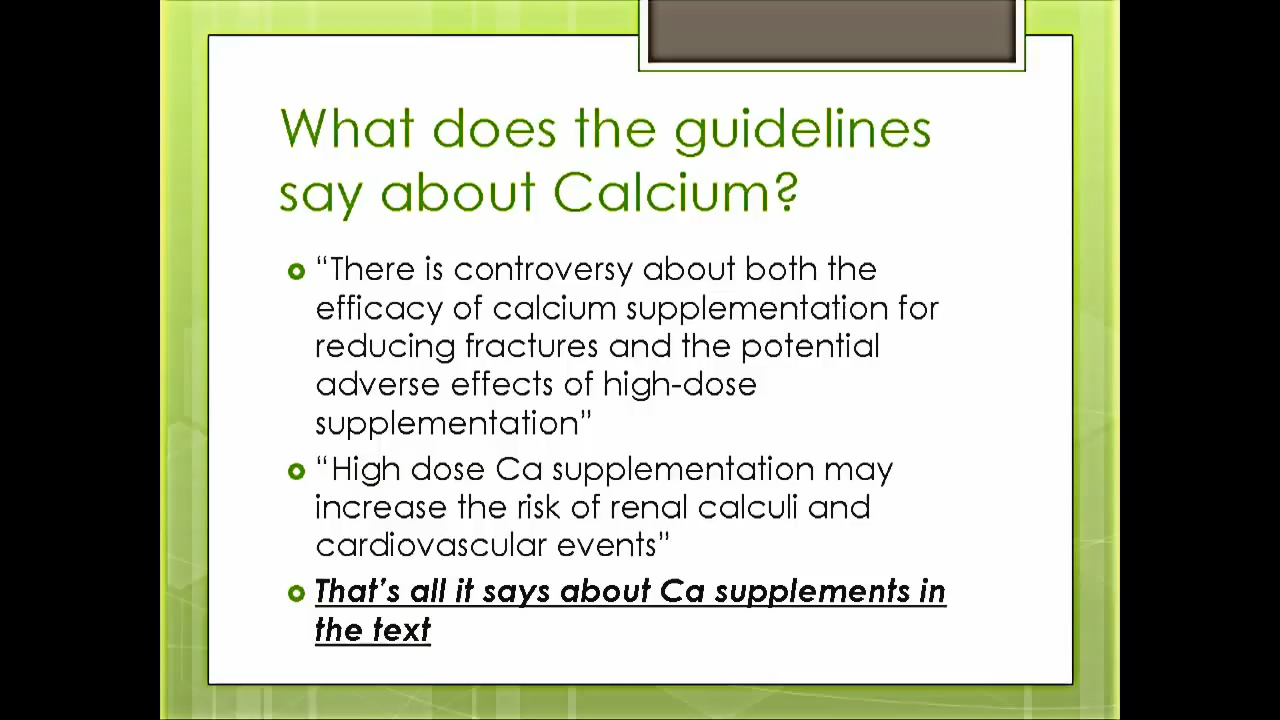 What does the guidelines
say about Calcium?
“There is controversy about both the
efficacy of calcium supplementation for
reducing fractures and the potential
adverse effects of high-dose
supplementation”
“High dose Ca supplementation may
increase the risk of renal calculi and
cardiovascular events”
That’s all it says about Ca supplements in
the text